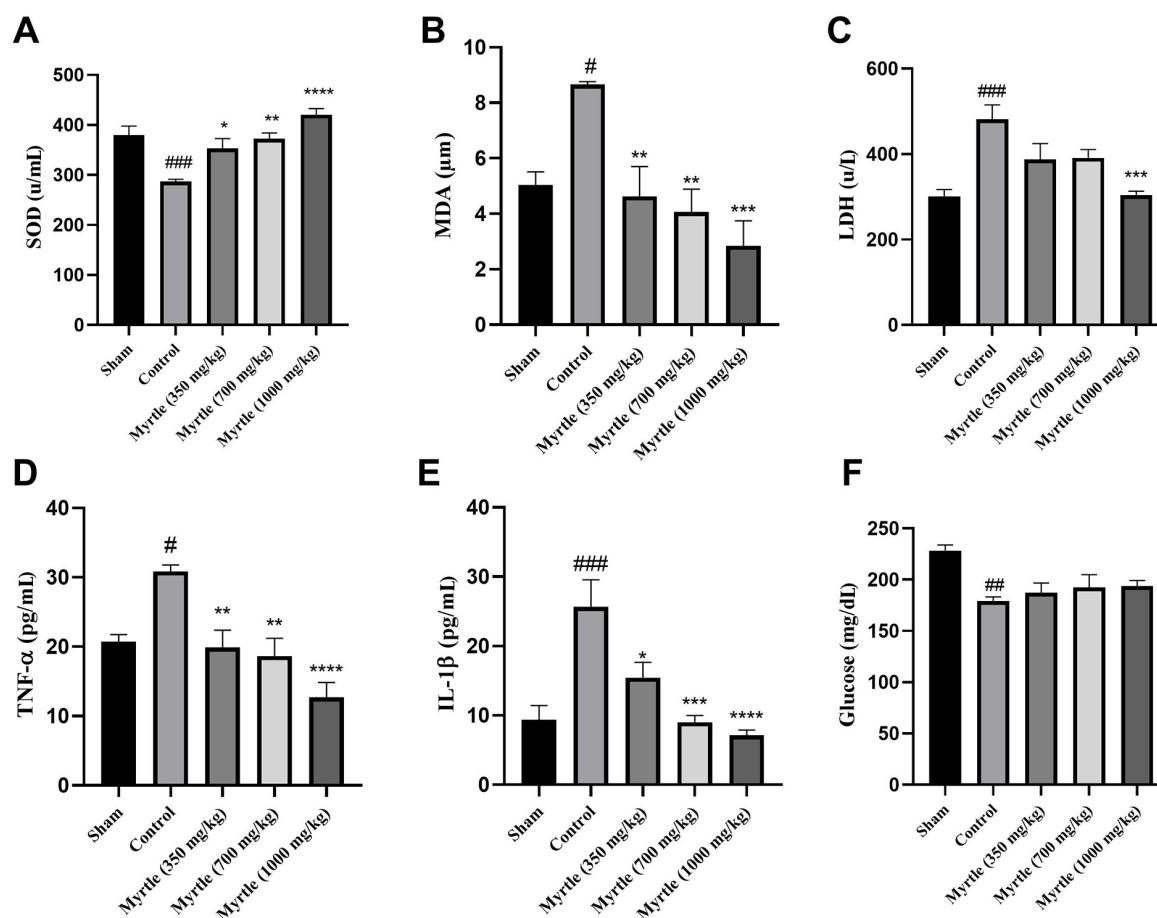 A
SOD (u/mL)
500
400
300
200
100
0
###
*
**
****
Sham
Control
Myrtle (350 mg/kg)
Myrtle (700 mg/kg)
Myrtle (1000 mg/kg)
B
MDA (µm)
10
8
6
4
2
0
#
**
**
***
Sham
Control
Myrtle (350 mg/kg)
Myrtle (700 mg/kg)
Myrtle (1000 mg/kg)
C
LDH (u/L)
600
400
200
0
###
***
Sham
Control
Myrtle (350 mg/kg)
Myrtle (700 mg/kg)
Myrtle (1000 mg/kg)
D
TNF-α (pg/mL)
40
30
20
10
0
#
**
**
****
Sham
Control
Myrtle (350 mg/kg)
Myrtle (700 mg/kg)
Myrtle (1000 mg/kg)
E
IL-1β (pg/mL)
40
30
20
10
0
###
*
***
****
Sham
Control
Myrtle (350 mg/kg)
Myrtle (700 mg/kg)
Myrtle (1000 mg/kg)
F
Glucose (mg/dL)
250
200
150
100
50
0
##
Sham
Control
Myrtle (350 mg/kg)
Myrtle (700 mg/kg)
Myrtle (1000 mg/kg)